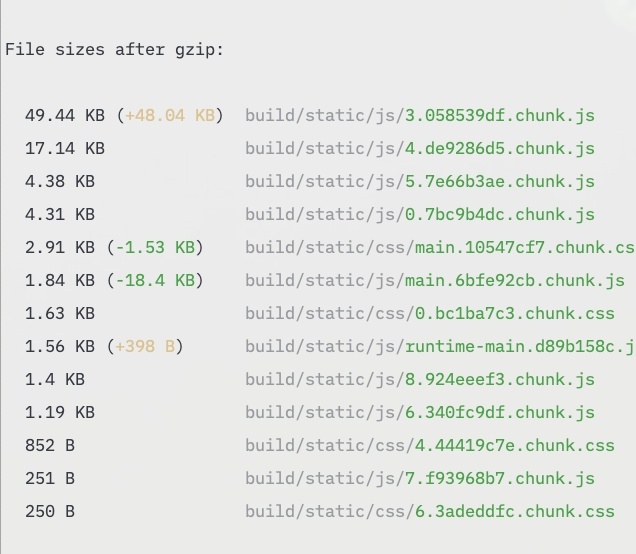 File sizes after gzip:
49.44 KB (+48.04 KB) build/static/js/3.058539df.chunk.js
17.14 KB build/static/js/4.de9286d5.chunk.js
4.38 KB build/static/js/5.7e66b3ae.chunk.js
4.31 KB build/static/js/0.7bc9b4dc.chunk.js
2.91 KB (-1.53 KB) build/static/css/main.10547cf7.chunk.cs
1.84 KB (-18.4 KB) build/static/js/main.6bfe92cb.chunk.js
1.63 KB build/static/css/0.bc1ba7c3.chunk.css
1.56 KB (+398 B) build/static/js/runtime-main.d89b158c.j
1.4 KB build/static/js/8.924eeef3.chunk.js
1.19 KB build/static/js/6.340fc9df.chunk.js
852 B build/static/css/4.44419c7e.chunk.css
251 B build/static/js/7.f93968b7.chunk.js
250 B build/static/css/6.3adeddfc.chunk.css